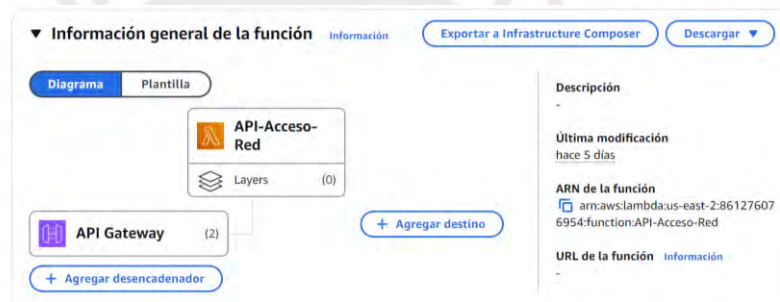 ▼ Información general de la función Información
Exportar a Infrastructure Composer
Descargar ▼
Diagrama
Plantilla
API-Acceso-
Red
Layers (0)
API Gateway (2)
+ Agregar destino
+ Agregar desencadenador
Descripción
-
Última modificación
hace 5 días
ARN de la función
arn:aws:lambda:us-east-2:86127607
6954:function:API-Acceso-Red
URL de la función Información
-